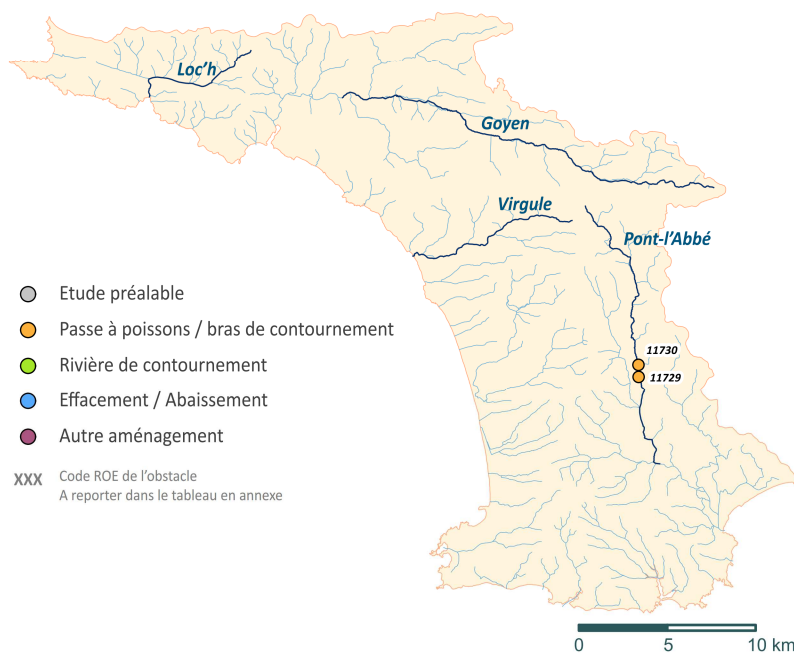 Loc'h
Goyen
Virgule
Pont-l'Abbé
11730
11729
Etude préalable
Passe à poissons / bras de contournement
Rivière de contournement
Effacement / Abaissement
Autre aménagement
XXX Code ROE de l'obstacle
A reporter dans le tableau en annexe
0 5 10 km